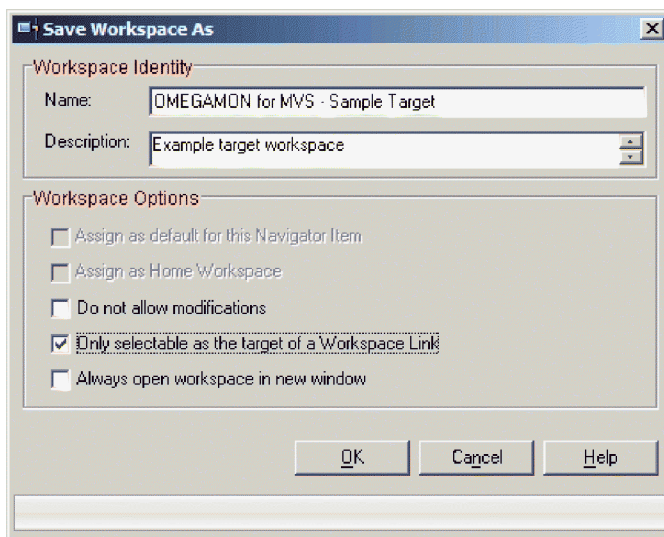 Save Workspace As
Workspace Identity
Name: OMEGAMON for MVS - Sample Target
Description: Example target workspace
Workspace Options
Assign as default for this Navigator Item
Assign as Home Workspace
Do not allow modifications
Only selectable as the target of a Workspace Link
Always open workspace in new window
OK Cancel Help